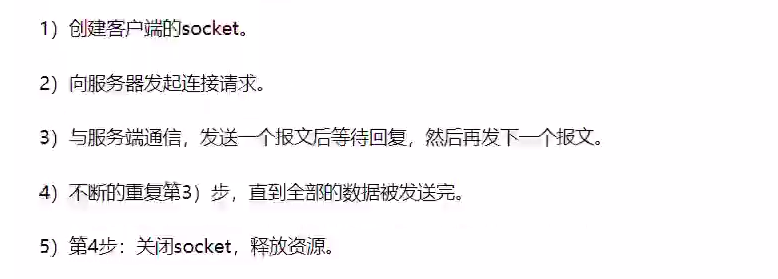 1）创建客户端的socket。
2）向服务器发起连接请求。
3）与服务端通信，发送一个报文后等待回复，然后再发下一个报文。
4）不断的重复第3）步，直到全部的数据被发送完。
5）第4步：关闭socket，释放资源。